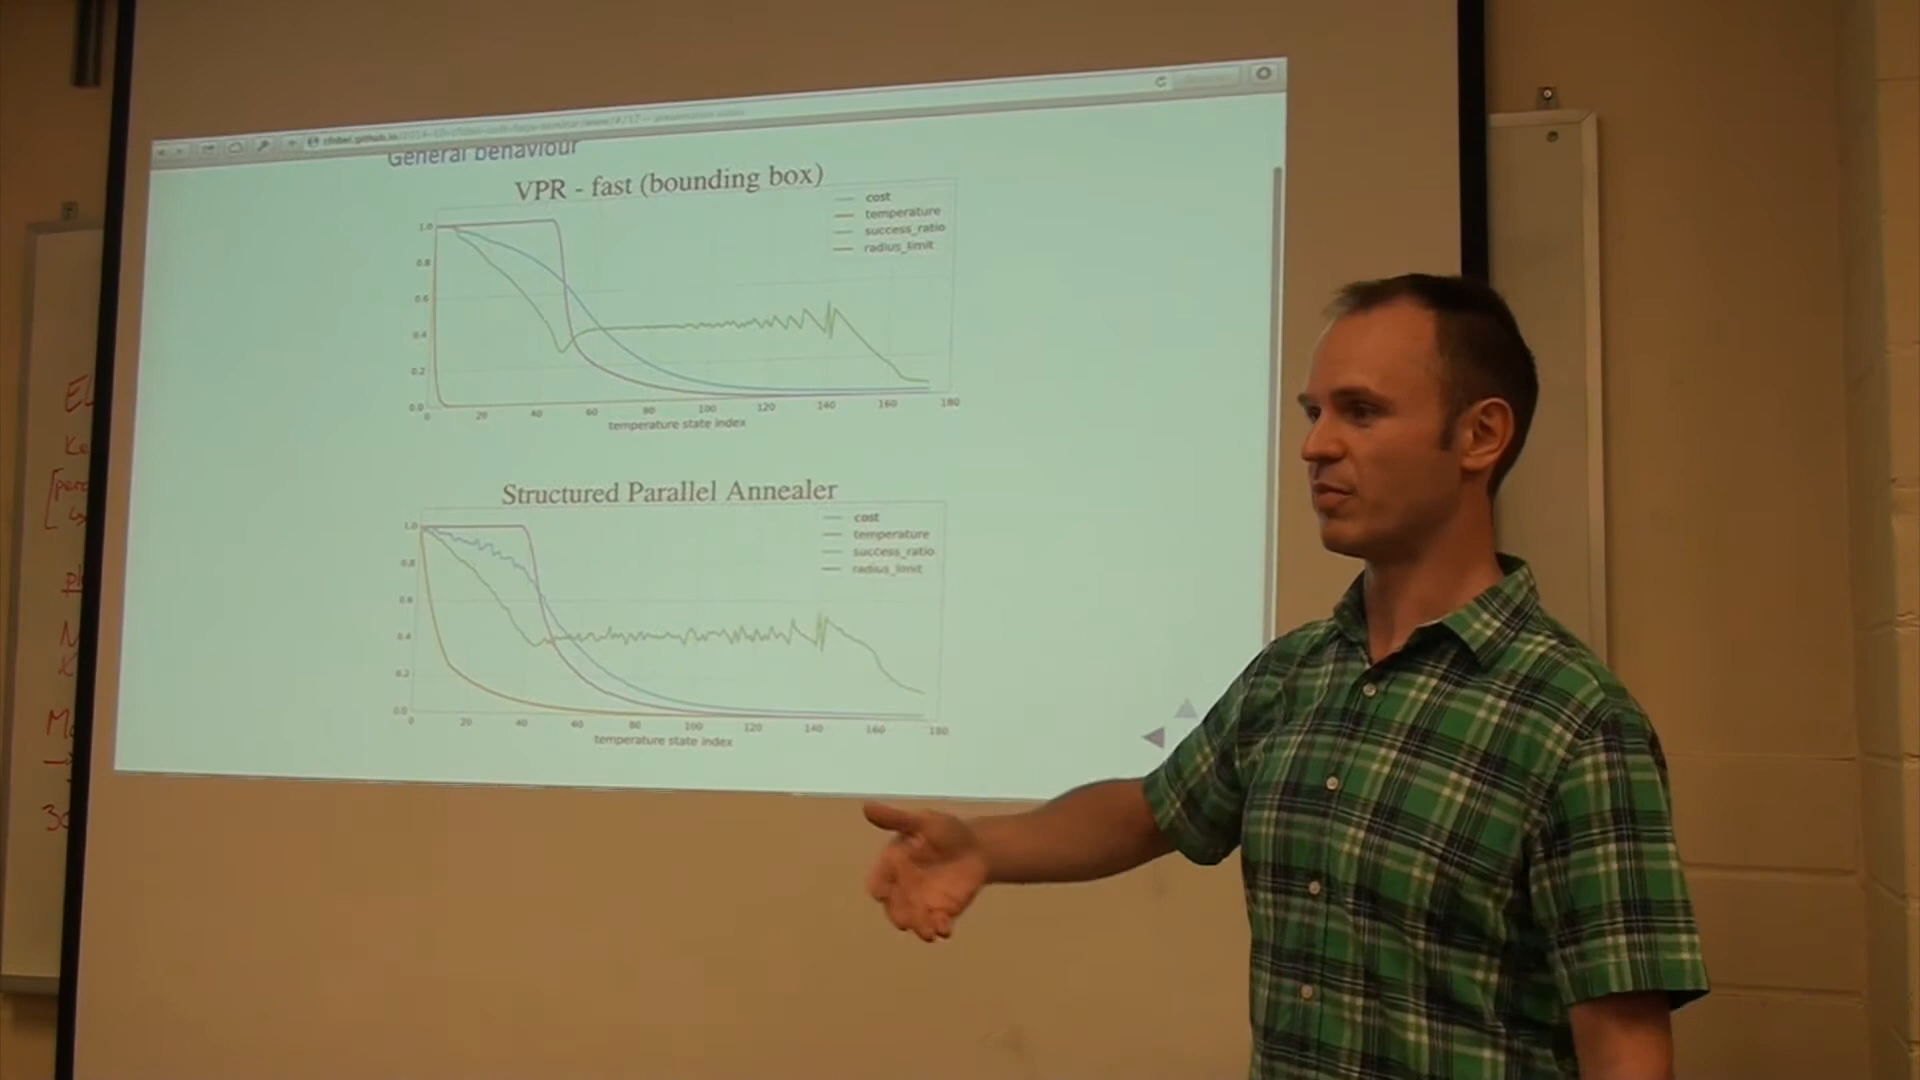 General behaviour
VPR - fast (bounding box)
cost
temperature
success_ratio
radius_limit
1.0
0.8
0.6
0.4
0.2
0.0
0 20 40 60 80 100 120 140 160 180
temperature state index
Structured Parallel Annealer
cost
temperature
success_ratio
radius_limit
1.0
0.8
0.6
0.4
0.2
0.0
0 20 40 60 80 100 120 140 160 180
temperature state index